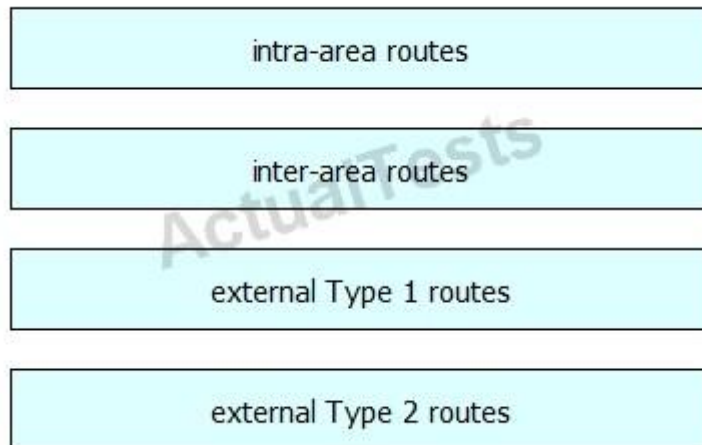 intra-area routes
inter-area routes
ActualTests
external Type 1 routes
external Type 2 routes